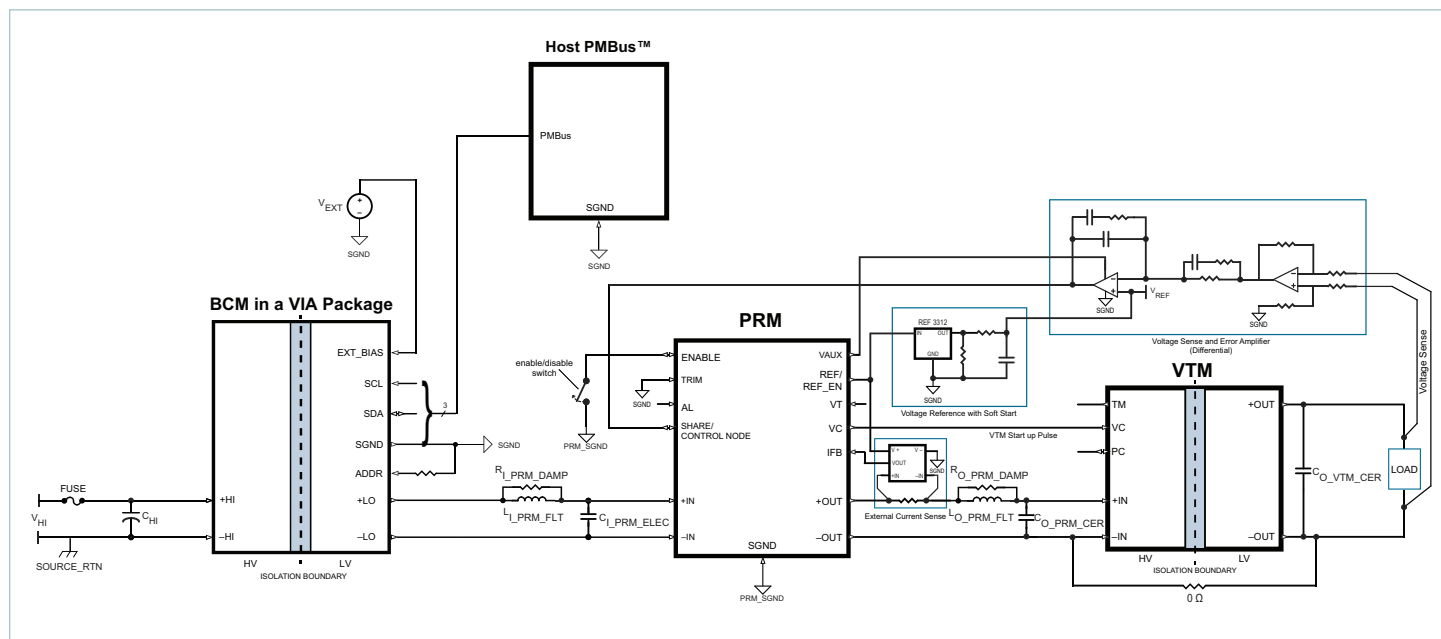 Host PMBus™
PMBus
SGND
SGND
V_EXT
SGND
BCM in a VIA Package
EXT_BIAS
SCL
SDA
SGND
ADDR
+LO
–LO
+HI
–HI
3
SGND
FUSE
V_HI
C_HI
SOURCE_RTN
HV
LV
ISOLATION BOUNDARY
R_I_PRM_DAMP
L_I_PRM_FLT
C_I_PRM_ELEC
enable/disable
switch
SGND
PRM_SGND
PRM
ENABLE
TRIM
AL
SHARE/
CONTROL NODE
+IN
–IN
VAUX
REF/
REF_EN
VT
VC
IFB
+OUT
–OUT
SGND
PRM_SGND
REF 3312
IN
OUT
GND
SGND
Voltage Reference with Soft Start
V +
V –
VOUT
+IN
–IN
SGND
External Current Sense
VTM Start up Pulse
R_O_PRM_DAMP
L_O_PRM_FLT
C_O_PRM_CER
–
+
SGND
V_REF
–
+
SGND
Voltage Sense and Error Amplifier
(Differential)
Voltage Sense
VTM
TM
VC
PC
+IN
–IN
+OUT
–OUT
HV
LV
ISOLATION BOUNDARY
C_O_VTM_CER
LOAD
0 Ω